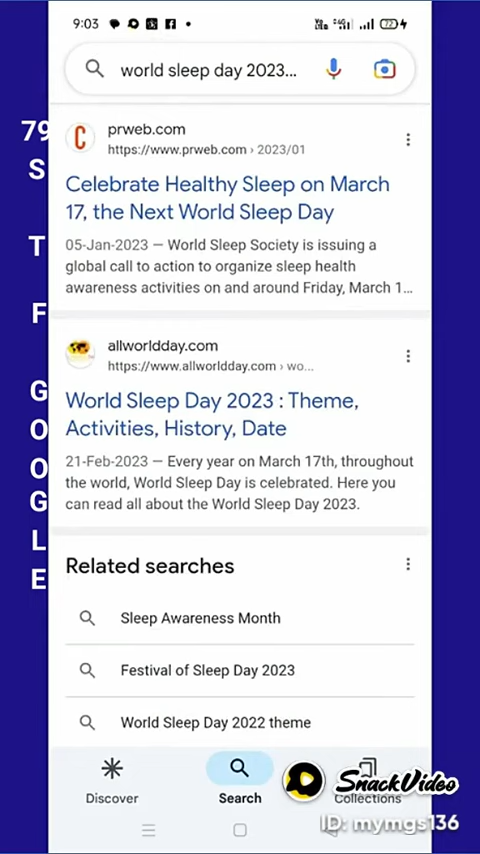 9:03
72
world sleep day 2023...
prweb.com
https://www.prweb.com › 2023/01
Celebrate Healthy Sleep on March
17, the Next World Sleep Day
05-Jan-2023 — World Sleep Society is issuing a
global call to action to organize sleep health
awareness activities on and around Friday, March 1...
allworldday.com
https://www.allworldday.com › wo...
World Sleep Day 2023 : Theme,
Activities, History, Date
21-Feb-2023 — Every year on March 17th, throughout
the world, World Sleep Day is celebrated. Here you
can read all about the World Sleep Day 2023.
Related searches
Sleep Awareness Month
Festival of Sleep Day 2023
World Sleep Day 2022 theme
Discover
Search
Collections
SnackVideo
ID: mymgs136
79
S
T
F
G
O
O
G
L
E